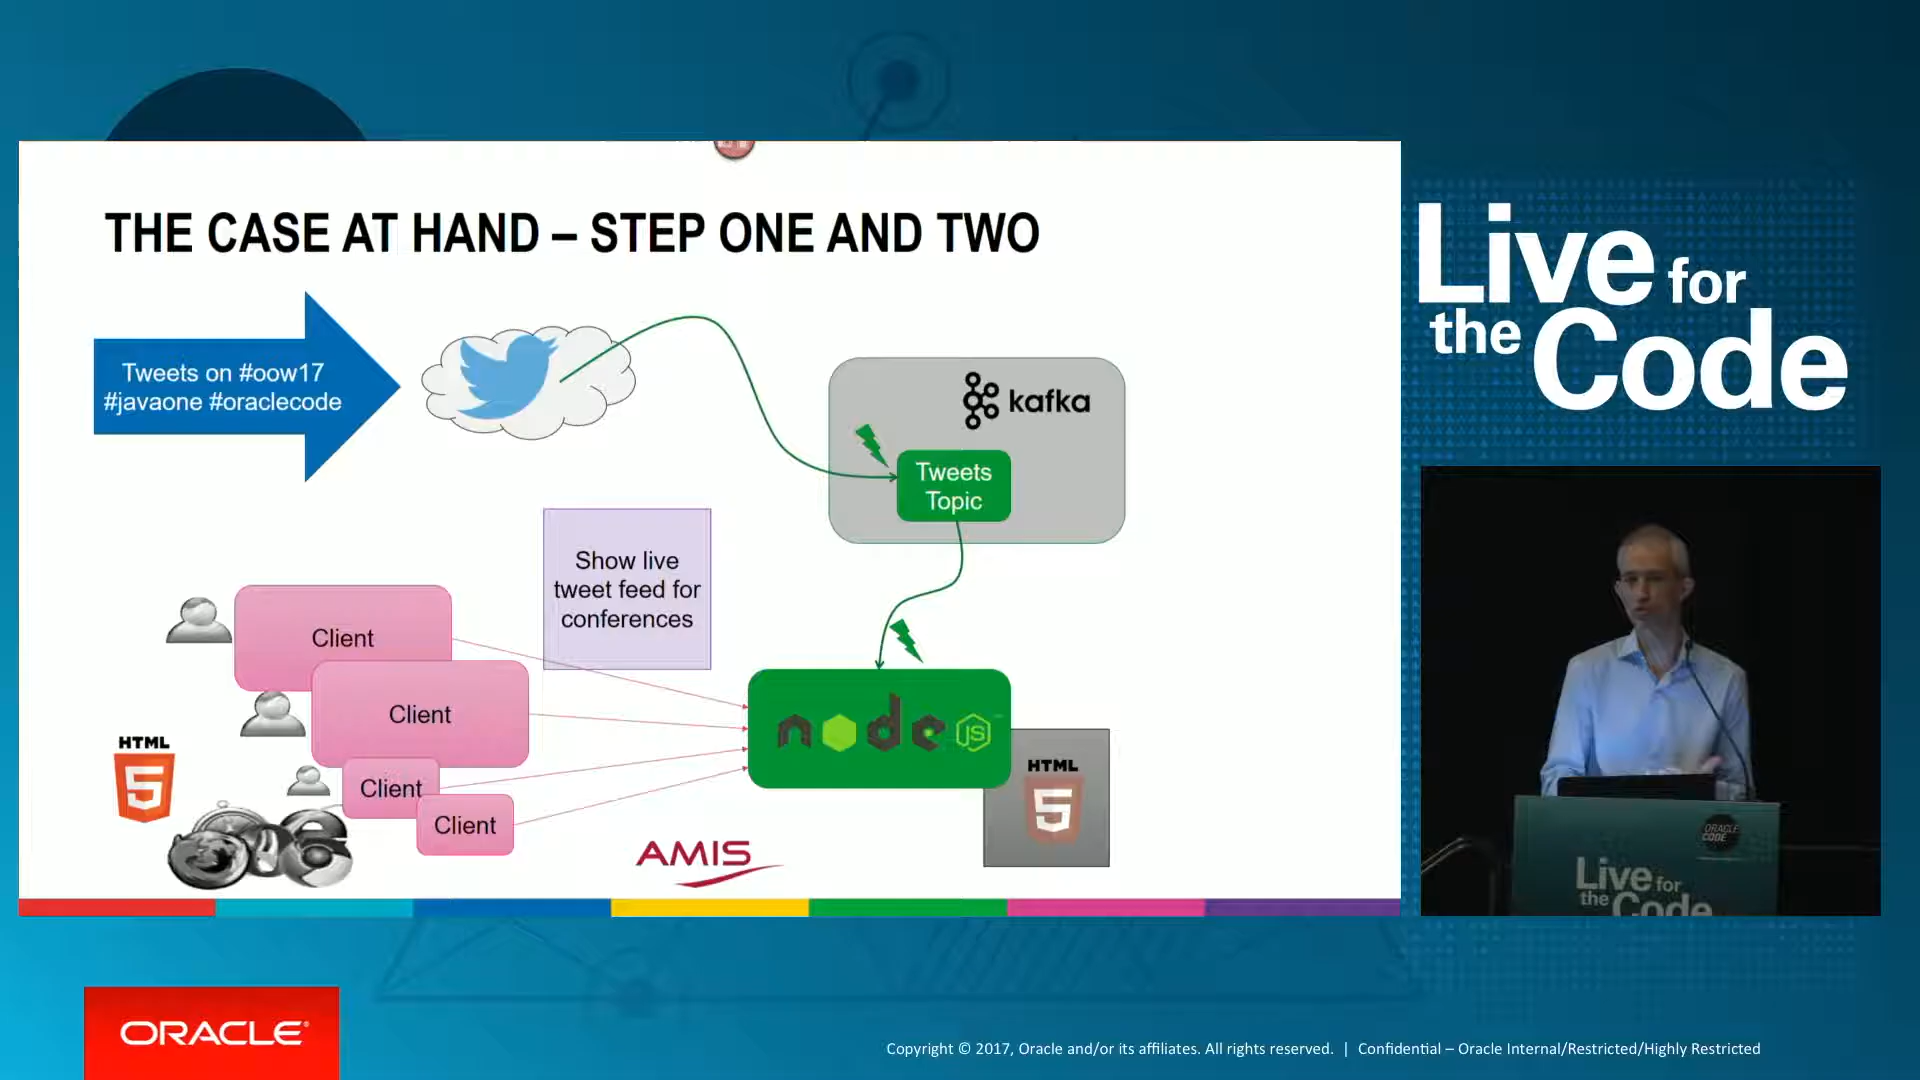 THE CASE AT HAND – STEP ONE AND TWO
Tweets on #oow17
#javaone #oraclecode
kafka
Tweets
Topic
Show live
tweet feed for
conferences
Client
Client
Client
Client
HTML
5
node
JS
HTML
5
AMIS
Live for
the Code
ORACLE
CODE
Live for
the Code
ORACLE
Copyright © 2017, Oracle and/or its affiliates. All rights reserved. | Confidential – Oracle Internal/Restricted/Highly Restricted